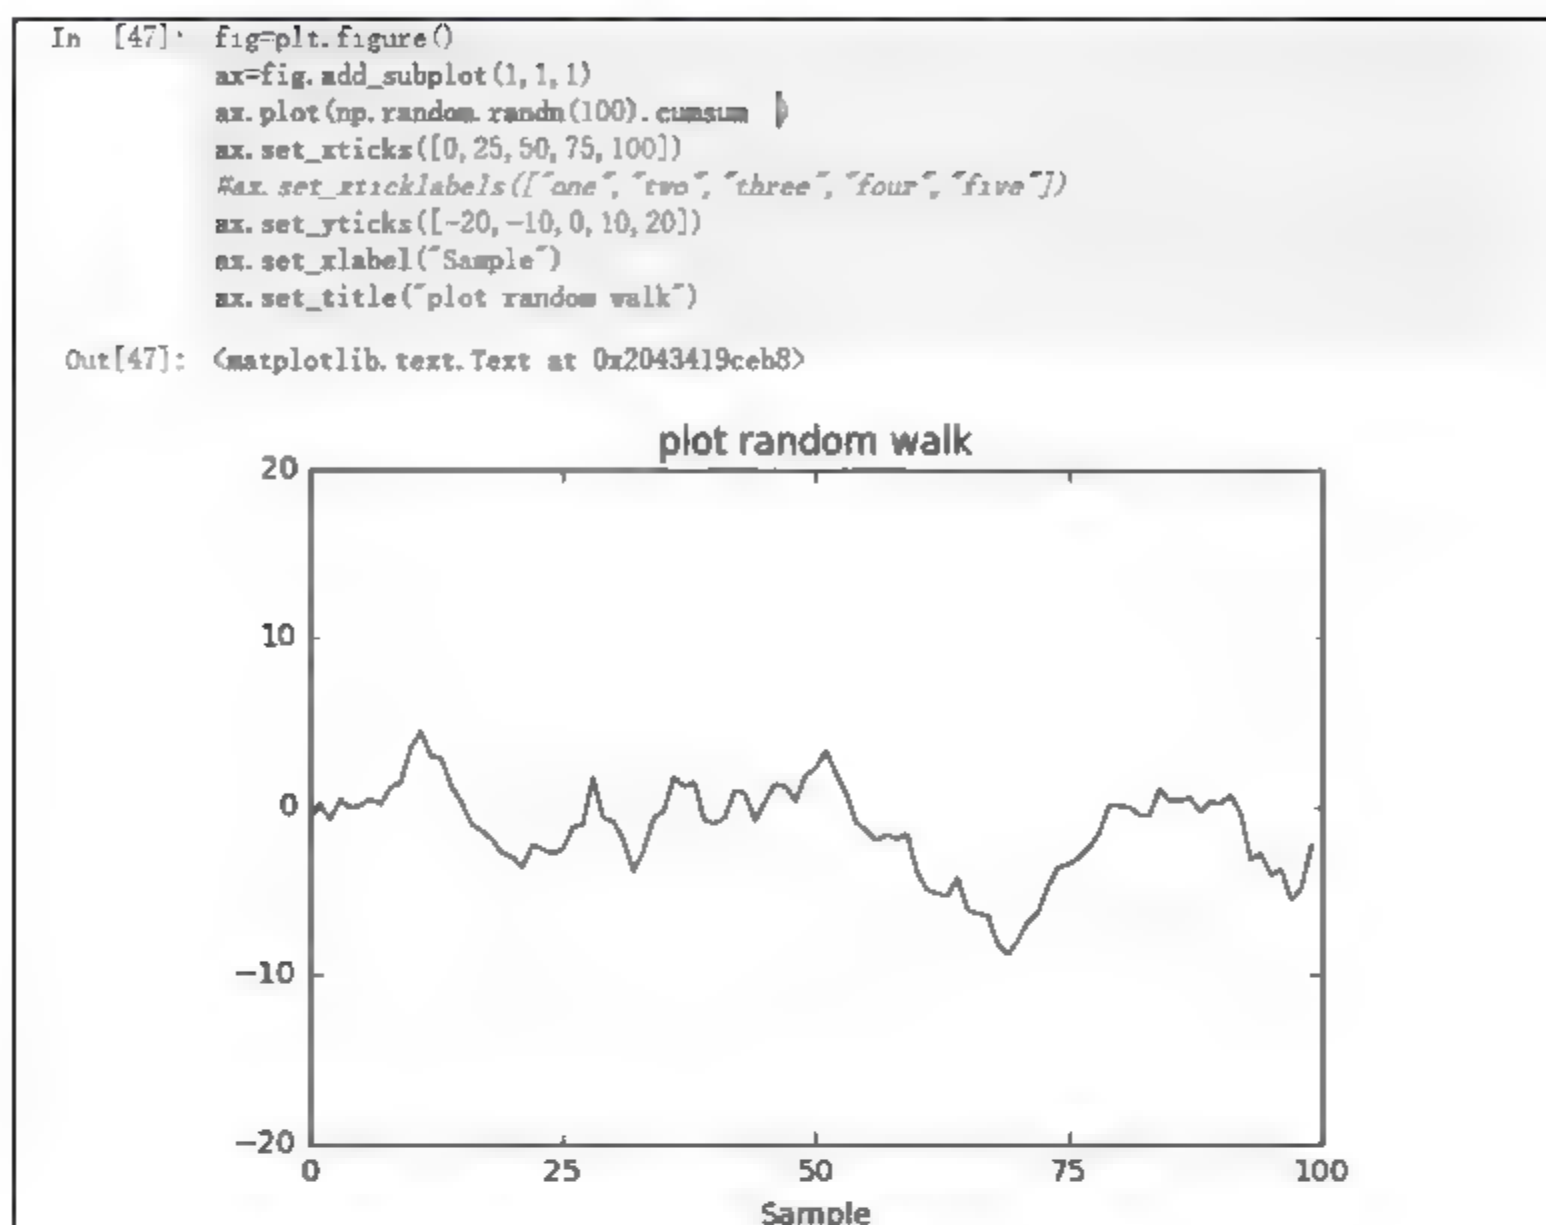 In [47]: fig=plt.figure()
ax=fig.add_subplot(1,1,1)
ax.plot(np.random.randn(100).cumsum )
ax.set_xticks([0,25,50,75,100])
#ax.set_xticklabels(["one","two","three","four","five"])
ax.set_yticks([-20,-10,0,10,20])
ax.set_xlabel("Sample")
ax.set_title("plot random walk")
Out[47]: <matplotlib.text.Text at 0x2043419ceb8>
plot random walk
20
10
0
−10
−20
0 25 50 75 100
Sample